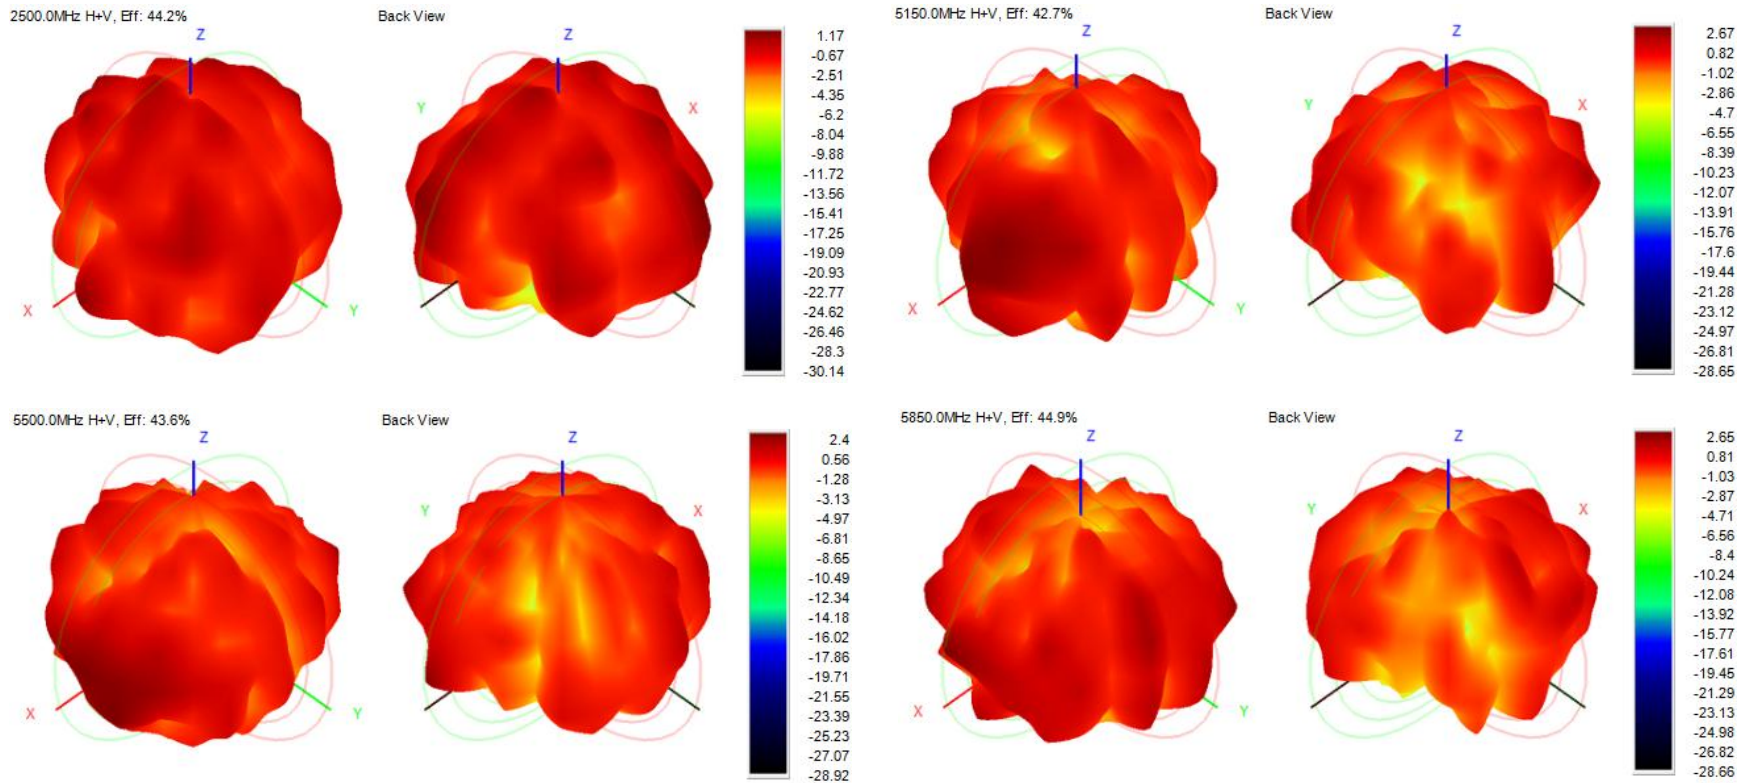 2500.0MHz H+V, Eff: 44.2%
Back View
Z
Z
Y
X
X
Y
1.17
-0.67
-2.51
-4.35
-6.2
-8.04
-9.88
-11.72
-13.56
-15.41
-17.25
-19.09
-20.93
-22.77
-24.62
-26.46
-28.3
-30.14
5150.0MHz H+V, Eff: 42.7%
Back View
Z
Z
Y
X
X
Y
2.67
0.82
-1.02
-2.86
-4.7
-6.55
-8.39
-10.23
-12.07
-13.91
-15.76
-17.6
-19.44
-21.28
-23.12
-24.97
-26.81
-28.65
5500.0MHz H+V, Eff: 43.6%
Back View
Z
Z
Y
X
X
Y
2.4
0.56
-1.28
-3.13
-4.97
-6.81
-8.65
-10.49
-12.34
-14.18
-16.02
-17.86
-19.71
-21.55
-23.39
-25.23
-27.07
-28.92
5850.0MHz H+V, Eff: 44.9%
Back View
Z
Z
Y
X
X
Y
2.65
0.81
-1.03
-2.87
-4.71
-6.56
-8.4
-10.24
-12.08
-13.92
-15.77
-17.61
-19.45
-21.29
-23.13
-24.98
-26.82
-28.66